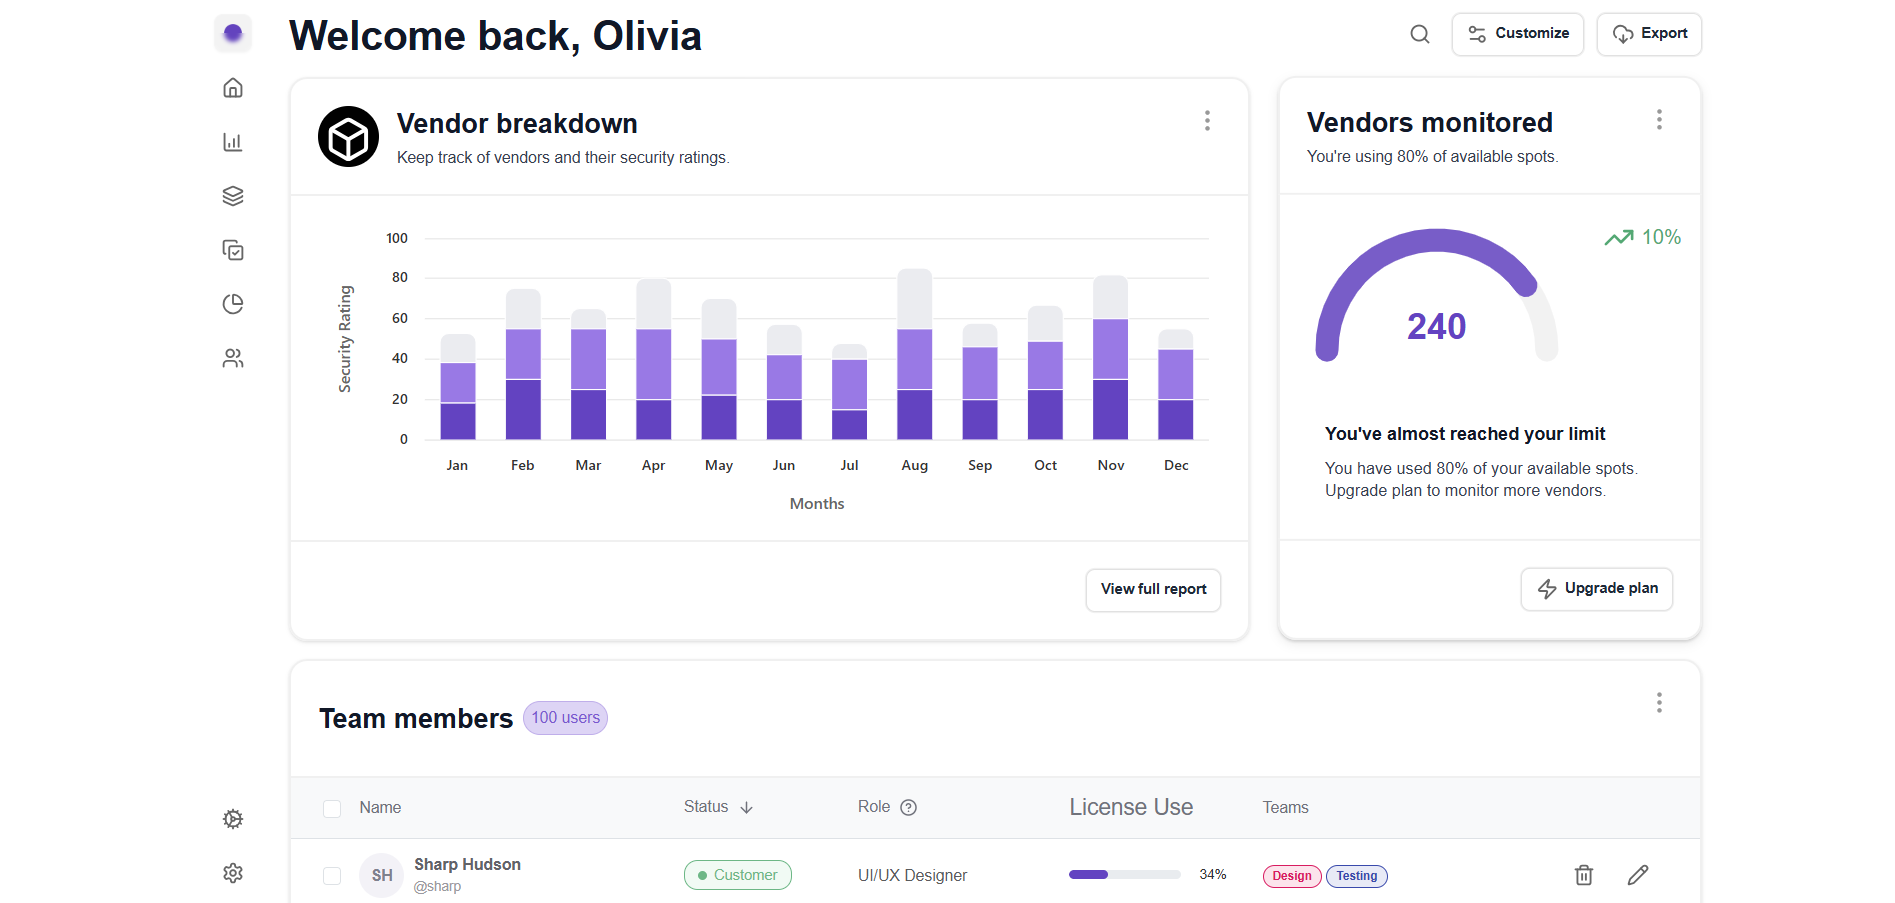 Welcome back, Olivia
Customize
Export
Vendor breakdown
Keep track of vendors and their security ratings.
Security Rating
100
80
60
40
20
0
Jan Feb Mar Apr May Jun Jul Aug Sep Oct Nov Dec
Months
View full report
Vendors monitored
You're using 80% of available spots.
10%
240
You've almost reached your limit
You have used 80% of your available spots.
Upgrade plan to monitor more vendors.
Upgrade plan
Team members 100 users
Name Status Role License Use Teams
SH Sharp Hudson
@sharp
Customer
UI/UX Designer
34%
Design Testing